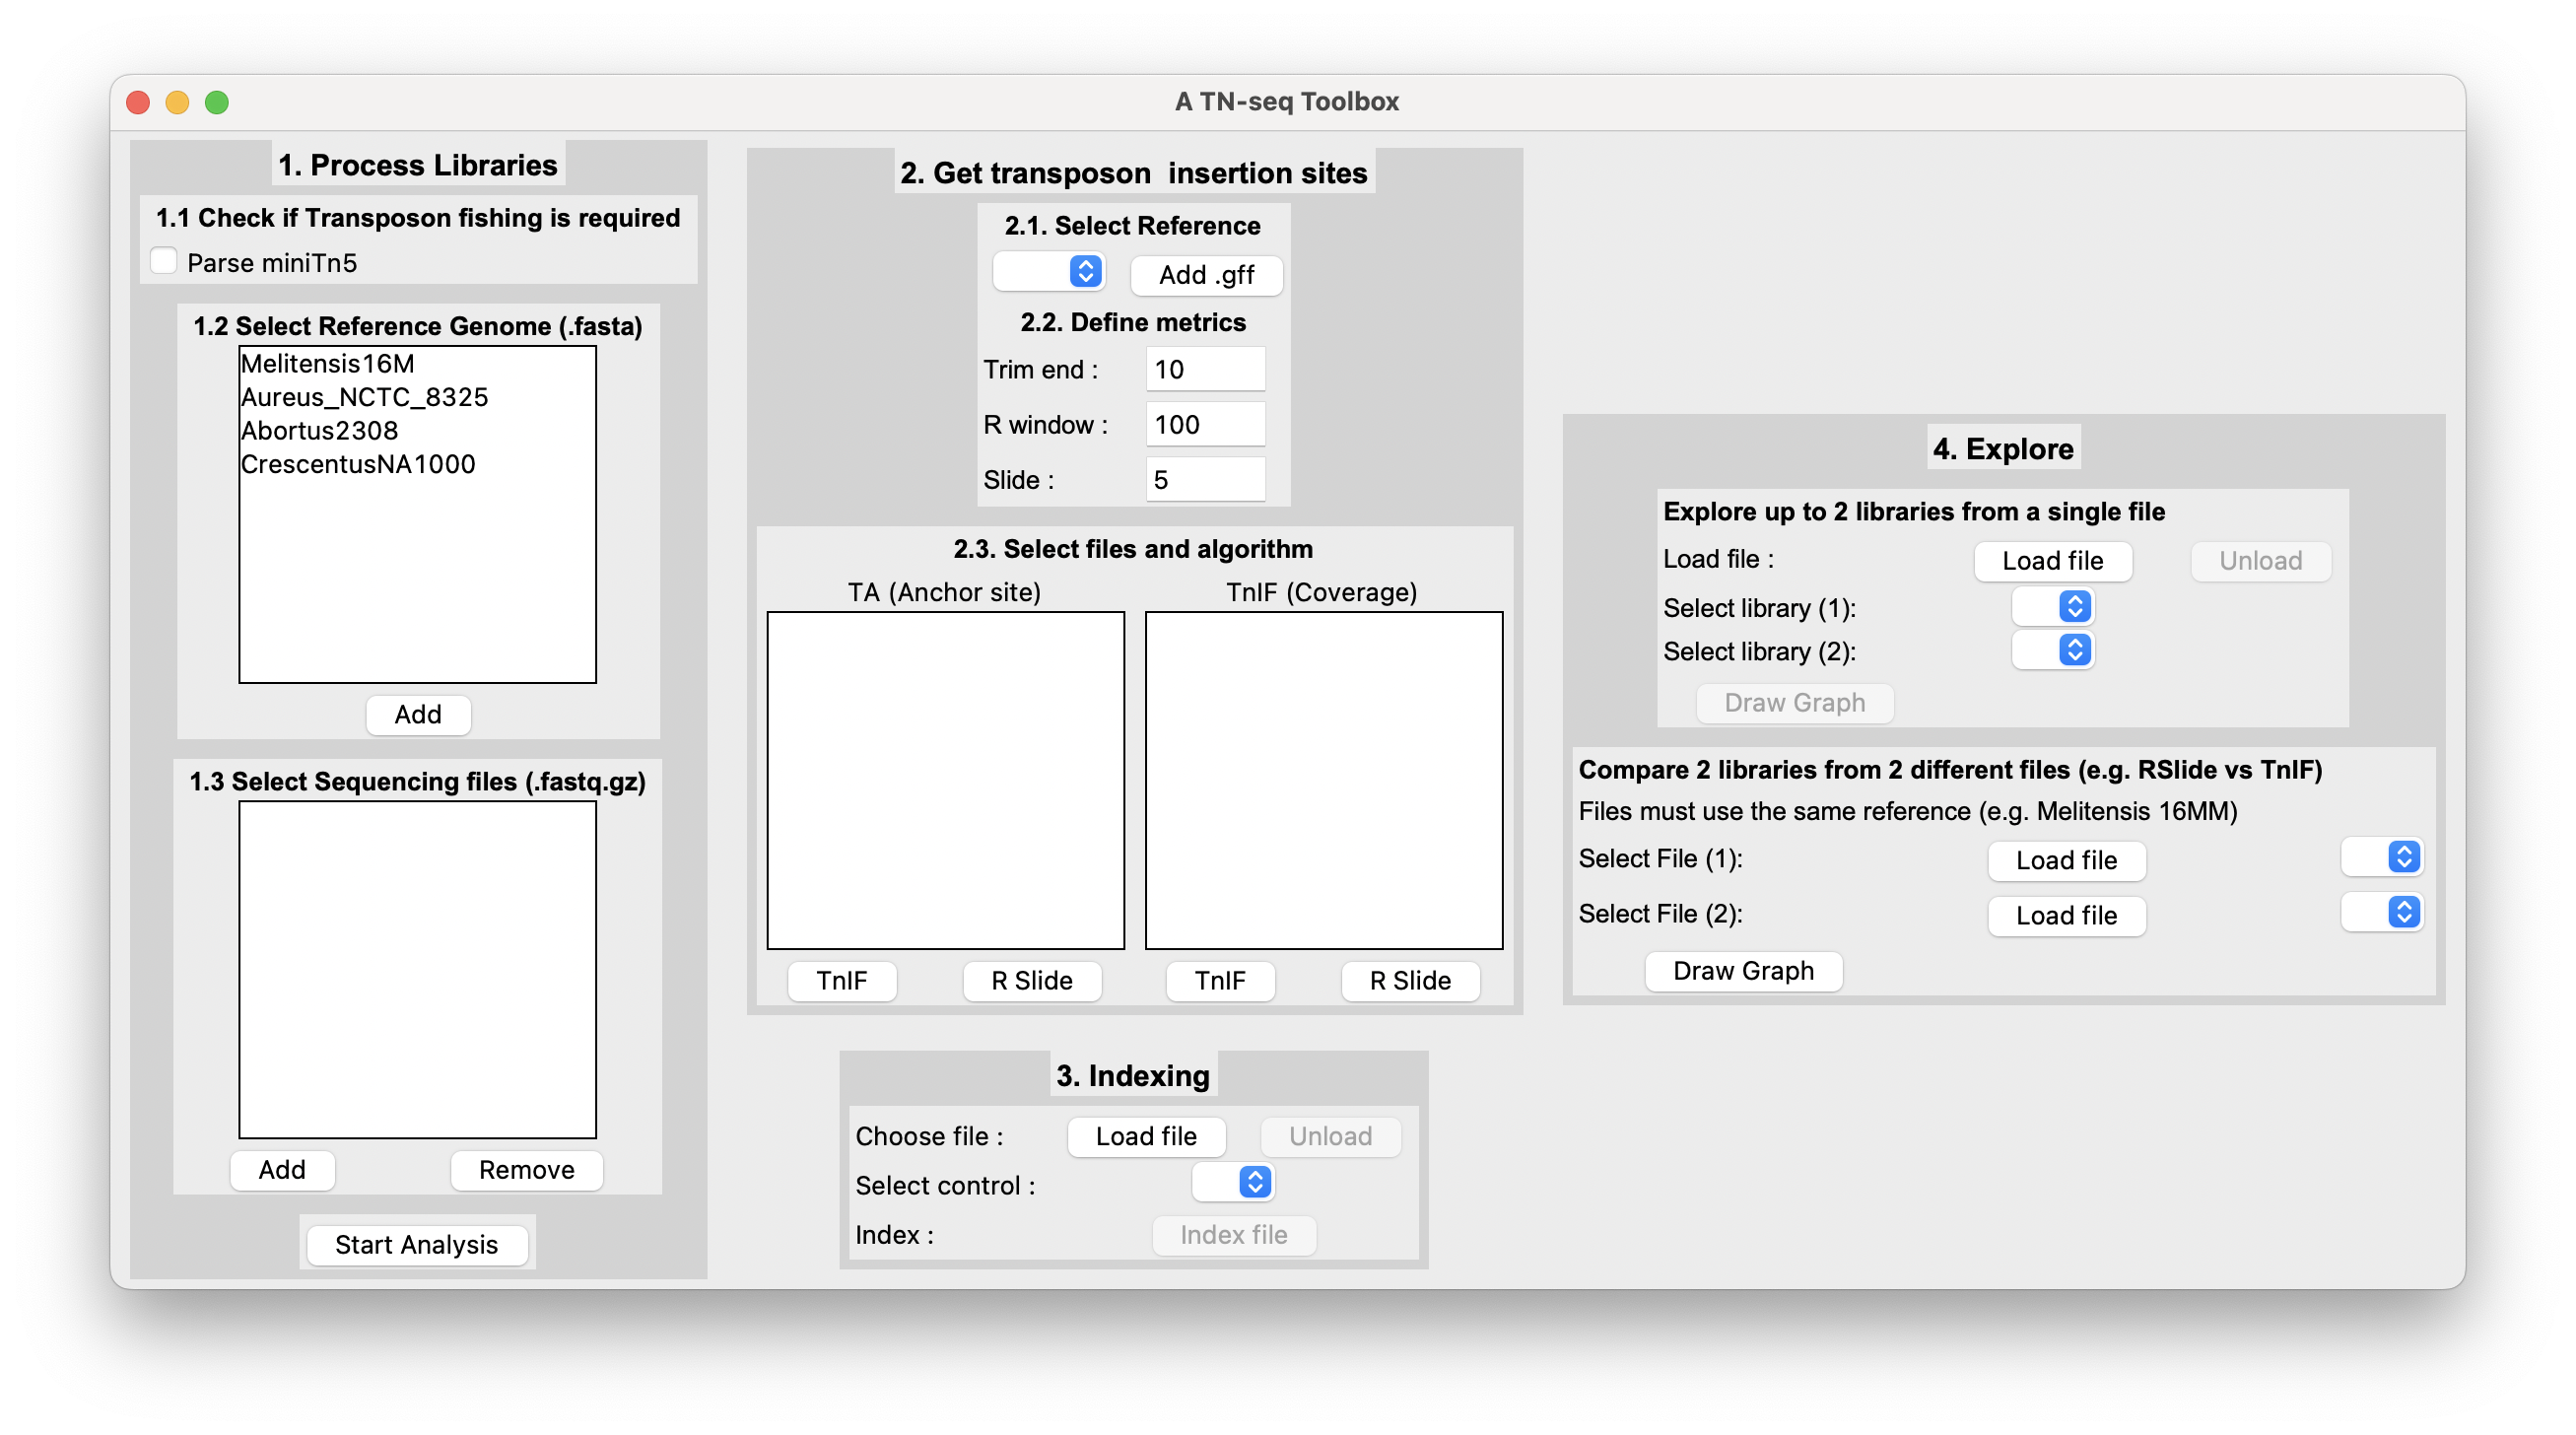 A TN-seq Toolbox
1. Process Libraries
1.1 Check if Transposon fishing is required
Parse miniTn5
1.2 Select Reference Genome (.fasta)
Melitensis16M
Aureus_NCTC_8325
Abortus2308
CrescentusNA1000
Add
1.3 Select Sequencing files (.fastq.gz)
Add Remove
Start Analysis
2. Get transposon  insertion sites
2.1. Select Reference
Add .gff
2.2. Define metrics
Trim end : 10
R window : 100
Slide : 5
2.3. Select files and algorithm
TA (Anchor site) TnIF (Coverage)
TnIF R Slide TnIF R Slide
3. Indexing
Choose file : Load file Unload
Select control :
Index : Index file
4. Explore
Explore up to 2 libraries from a single file
Load file : Load file Unload
Select library (1):
Select library (2):
Draw Graph
Compare 2 libraries from 2 different files (e.g. RSlide vs TnIF)
Files must use the same reference (e.g. Melitensis 16MM)
Select File (1): Load file
Select File (2): Load file
Draw Graph